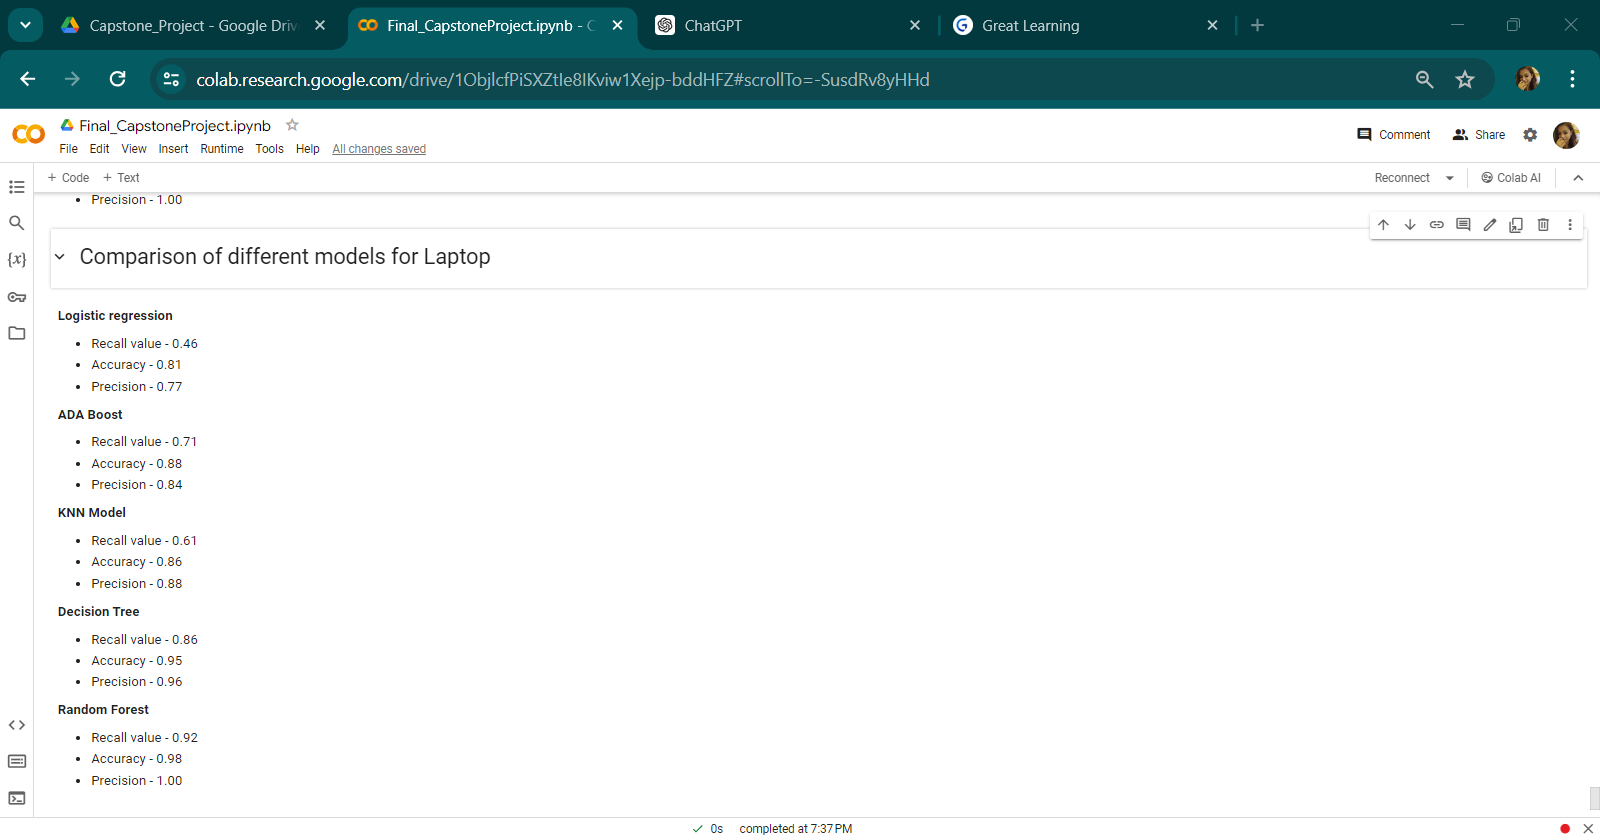 Capstone_Project - Google Driv
Final_CapstoneProject.ipynb - C
ChatGPT
Great Learning
colab.research.google.com/drive/1ObjlcfPiSXZtIe8IKviw1Xejp-bddHFZ#scrollTo=-SusdRv8yHHd
Final_CapstoneProject.ipynb
File Edit View Insert Runtime Tools Help All changes saved
Comment Share
+ Code + Text
Reconnect Colab AI
• Precision - 1.00
Comparison of different models for Laptop
Logistic regression
• Recall value - 0.46
• Accuracy - 0.81
• Precision - 0.77
ADA Boost
• Recall value - 0.71
• Accuracy - 0.88
• Precision - 0.84
KNN Model
• Recall value - 0.61
• Accuracy - 0.86
• Precision - 0.88
Decision Tree
• Recall value - 0.86
• Accuracy - 0.95
• Precision - 0.96
Random Forest
• Recall value - 0.92
• Accuracy - 0.98
• Precision - 1.00
0s completed at 7:37 PM